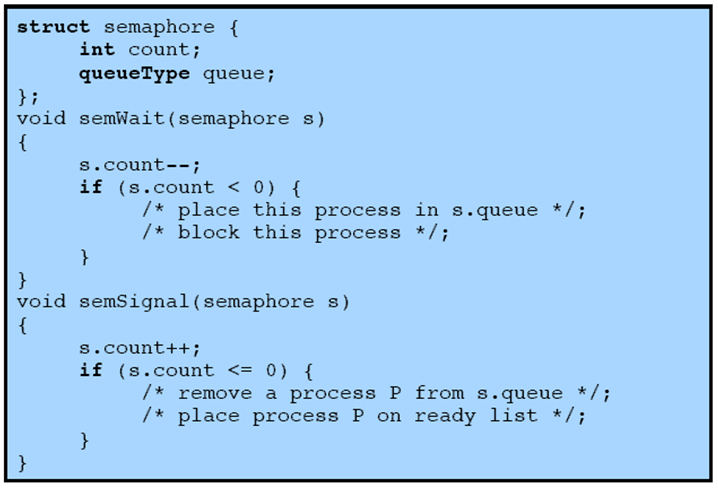 struct semaphore {
int count;
queueType queue;
};
void semWait(semaphore s)
{
s.count--;
if (s.count < 0) {
/* place this process in s.queue */;
/* block this process */;
}
}
void semSignal(semaphore s)
{
s.count++;
if (s.count <= 0) {
/* remove a process P from s.queue */;
/* place process P on ready list */;
}
}